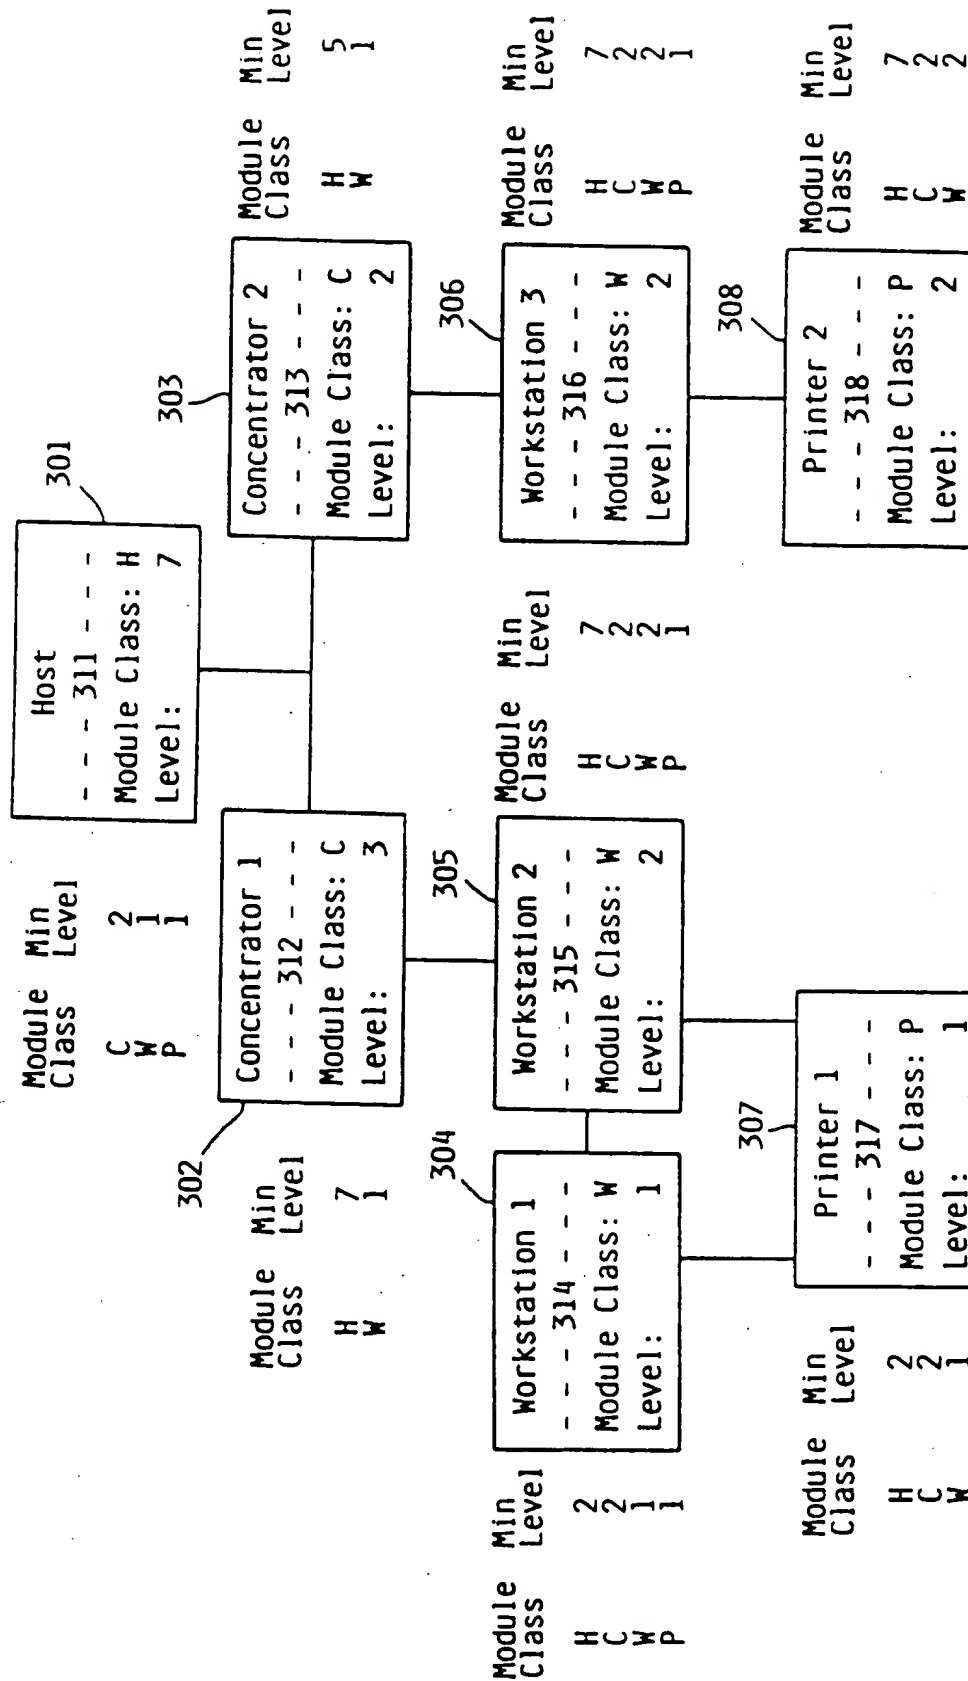 Module Min
Class Level
C 2
W 1
P 1
301
Host
- - - 311 - - -
Module Class: H
Level: 7
302
Module Min
Class Level
H 7
W 1
Concentrator 1
- - - 312 - - -
Module Class: C
Level: 3
303
Concentrator 2
- - - 313 - - -
Module Class: C
Level: 2
Module Min
Class Level
H 5
W 1
304
Module Min
Class Level
H 2
C 2
W 1
P 1
Workstation 1
- - - 314 - - -
Module Class: W
Level: 1
305
Workstation 2
- - - 315 - - -
Module Class: W
Level: 2
Module Min
Class Level
H 7
C 2
W 2
P 1
306
Workstation 3
- - - 316 - - -
Module Class: W
Level: 2
Module Min
Class Level
H 7
C 2
W 2
P 1
307
Module Min
Class Level
H 2
C 2
W 1
Printer 1
- - - 317 - - -
Module Class: P
Level: 1
308
Printer 2
- - - 318 - - -
Module Class: P
Level: 2
Module Min
Class Level
H 7
C 2
W 2